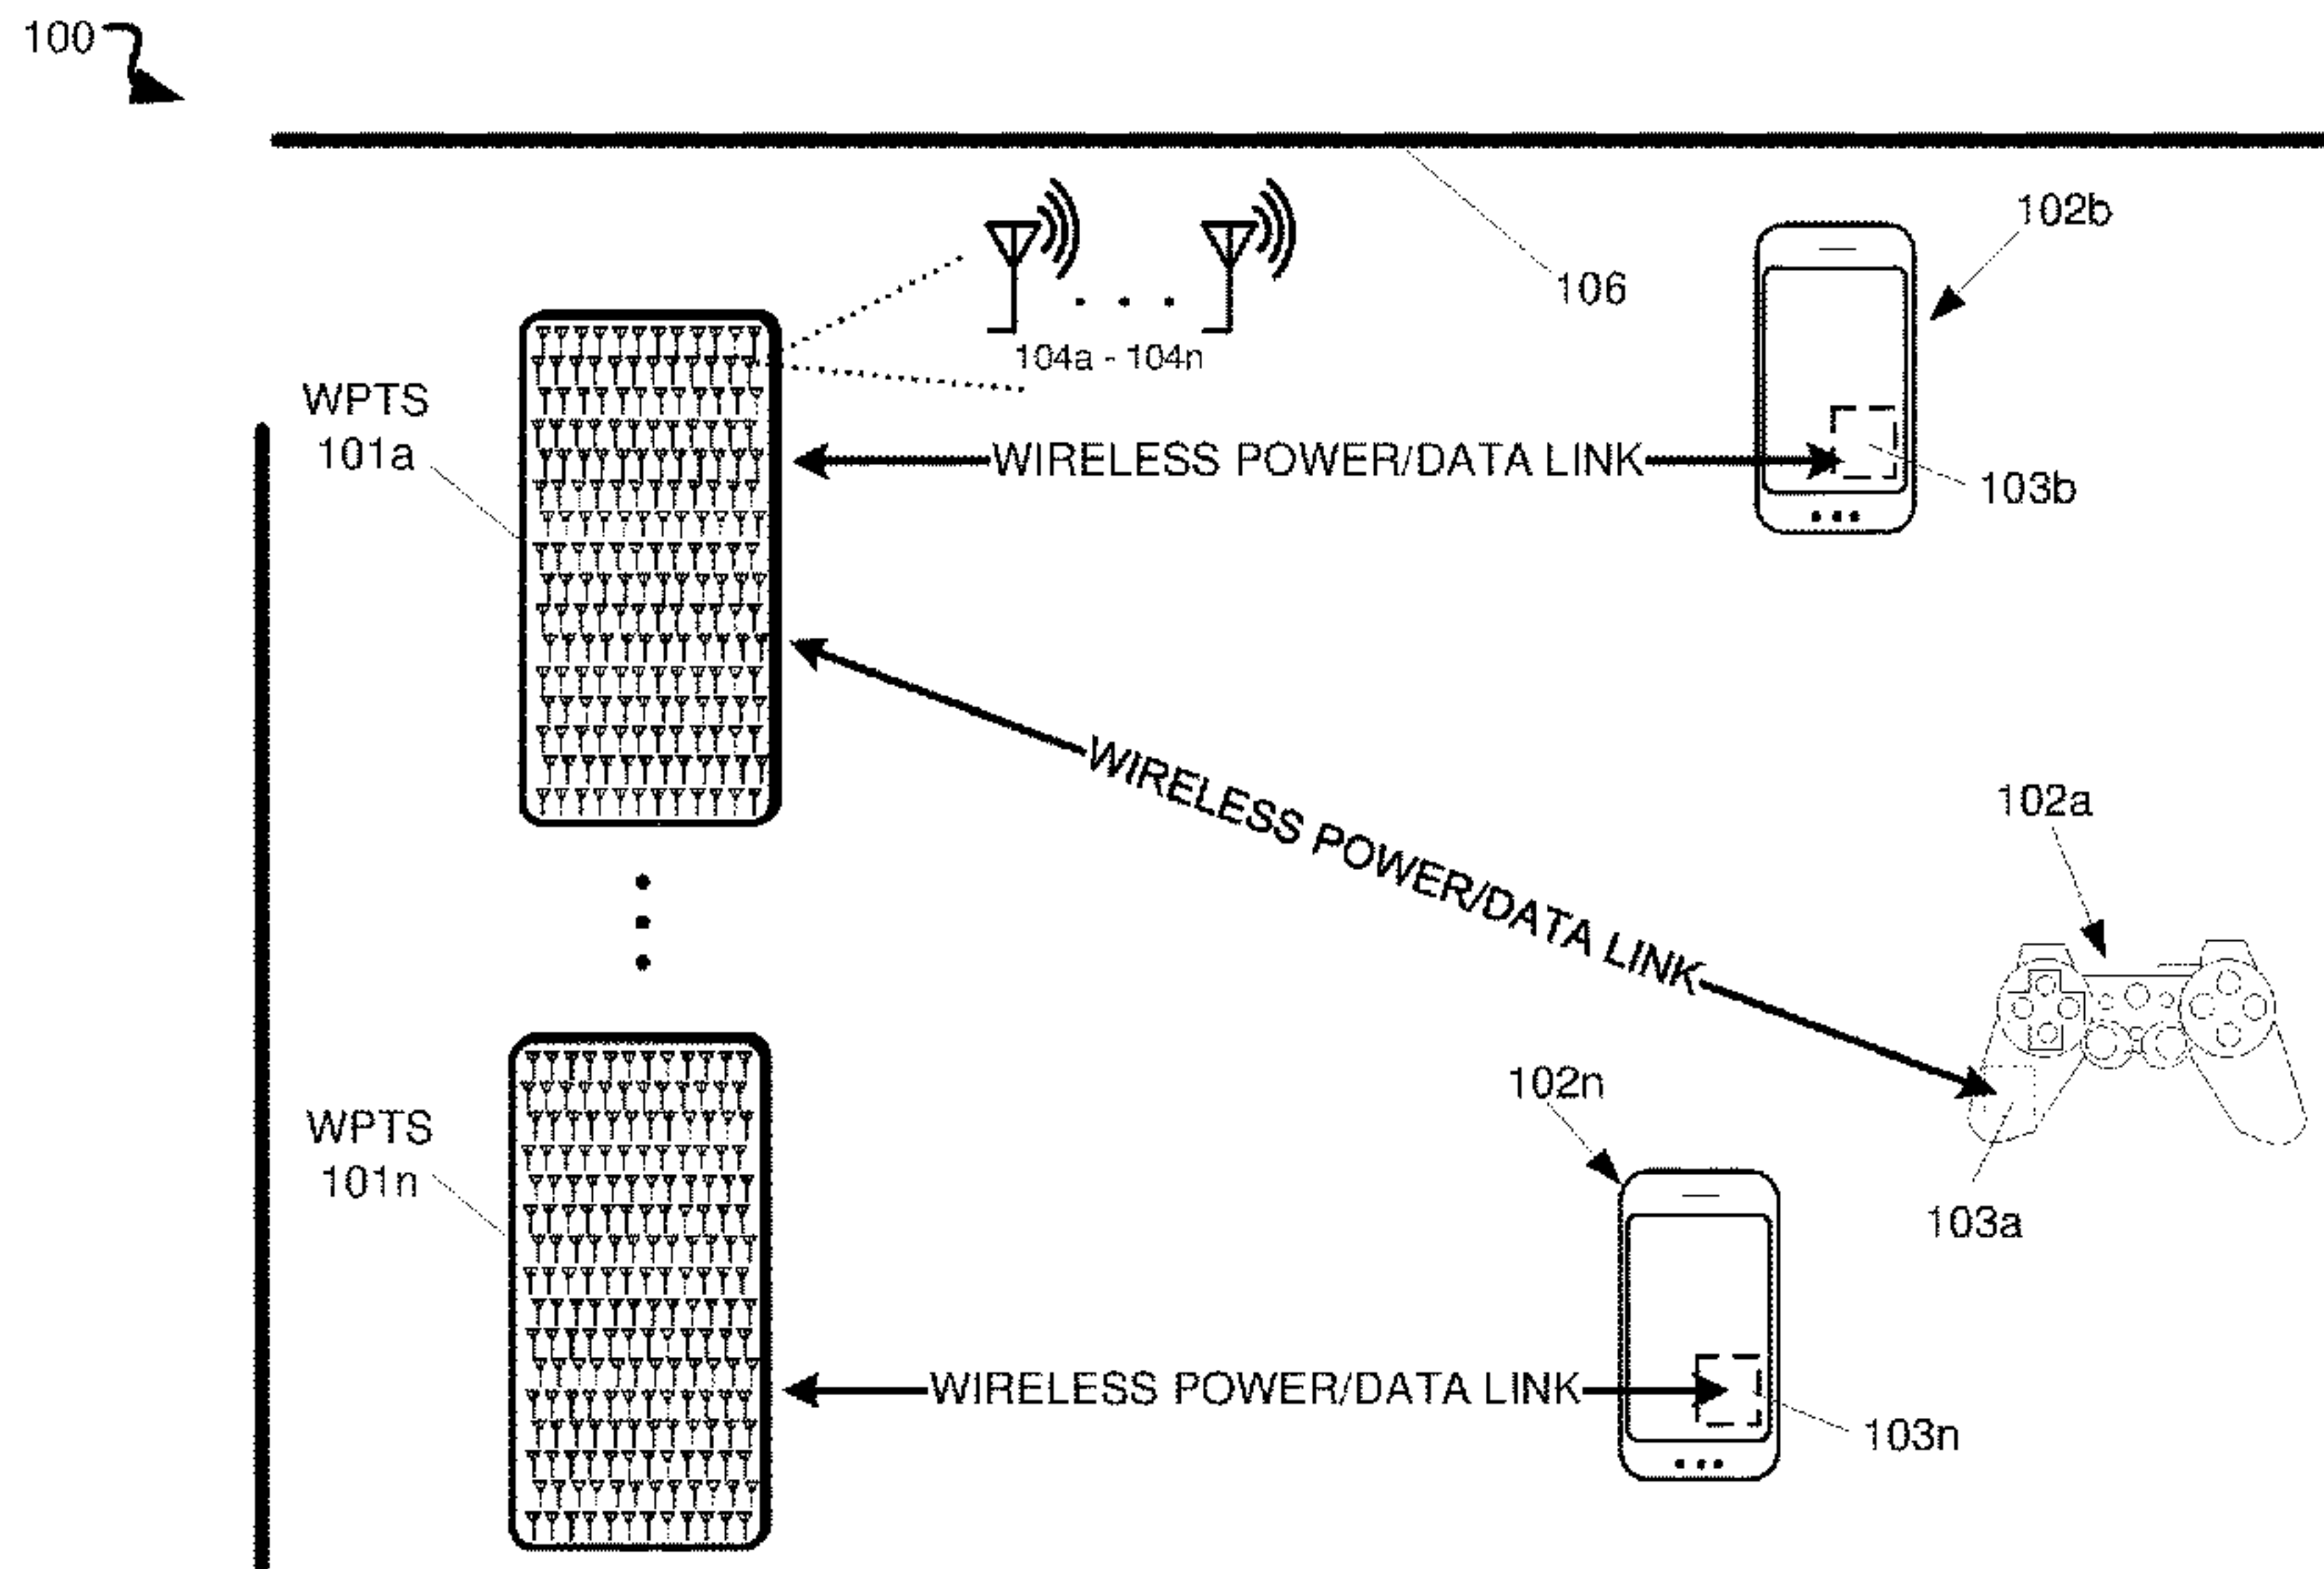 100
102b
106
104a - 104n
WPTS
101a
WIRELESS POWER/DATA LINK
103b
WIRELESS POWER/DATA LINK
102a
102n
WPTS
101n
103a
WIRELESS POWER/DATA LINK
103n